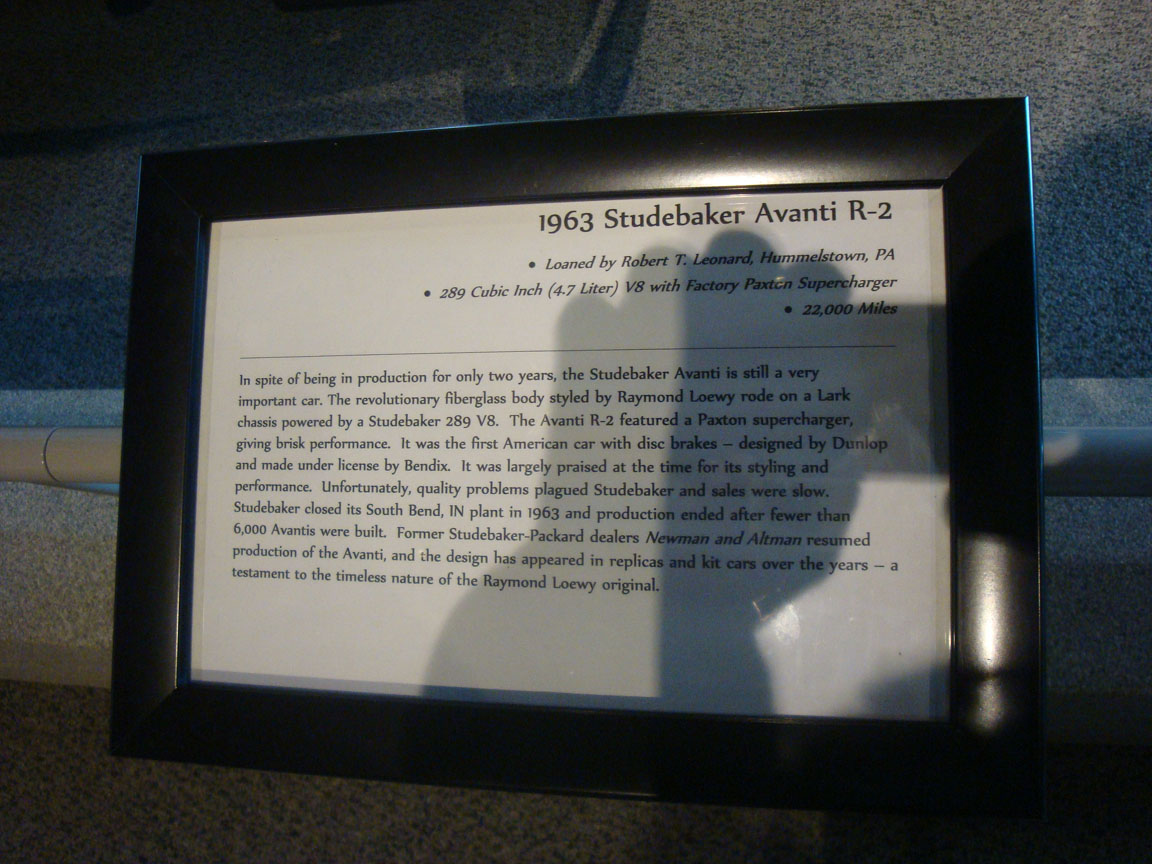 1963 Studebaker Avanti R-2
• Loaned by Robert T. Leonard, Hummelstown, PA
• 289 Cubic Inch (4.7 Liter) V8 with Factory Paxton Supercharger
• 22,000 Miles
In spite of being in production for only two years, the Studebaker Avanti is still a very
important car. The revolutionary fiberglass body styled by Raymond Loewy rode on a Lark
chassis powered by a Studebaker 289 V8. The Avanti R-2 featured a Paxton supercharger,
giving brisk performance. It was the first American car with disc brakes – designed by Dunlop
and made under license by Bendix. It was largely praised at the time for its styling and
performance. Unfortunately, quality problems plagued Studebaker and sales were slow.
Studebaker closed its South Bend, IN plant in 1963 and production ended after fewer than
6,000 Avantis were built. Former Studebaker-Packard dealers Newman and Altman resumed
production of the Avanti, and the design has appeared in replicas and kit cars over the years – a
testament to the timeless nature of the Raymond Loewy original.